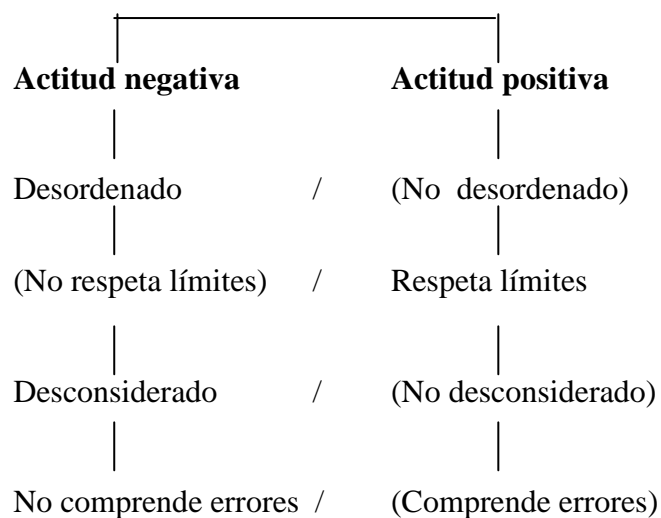 Actitud negativa Actitud positiva
Desordenado / (No desordenado)
(No respeta límites) / Respeta límites
Desconsiderado / (No desconsiderado)
No comprende errores / (Comprende errores)